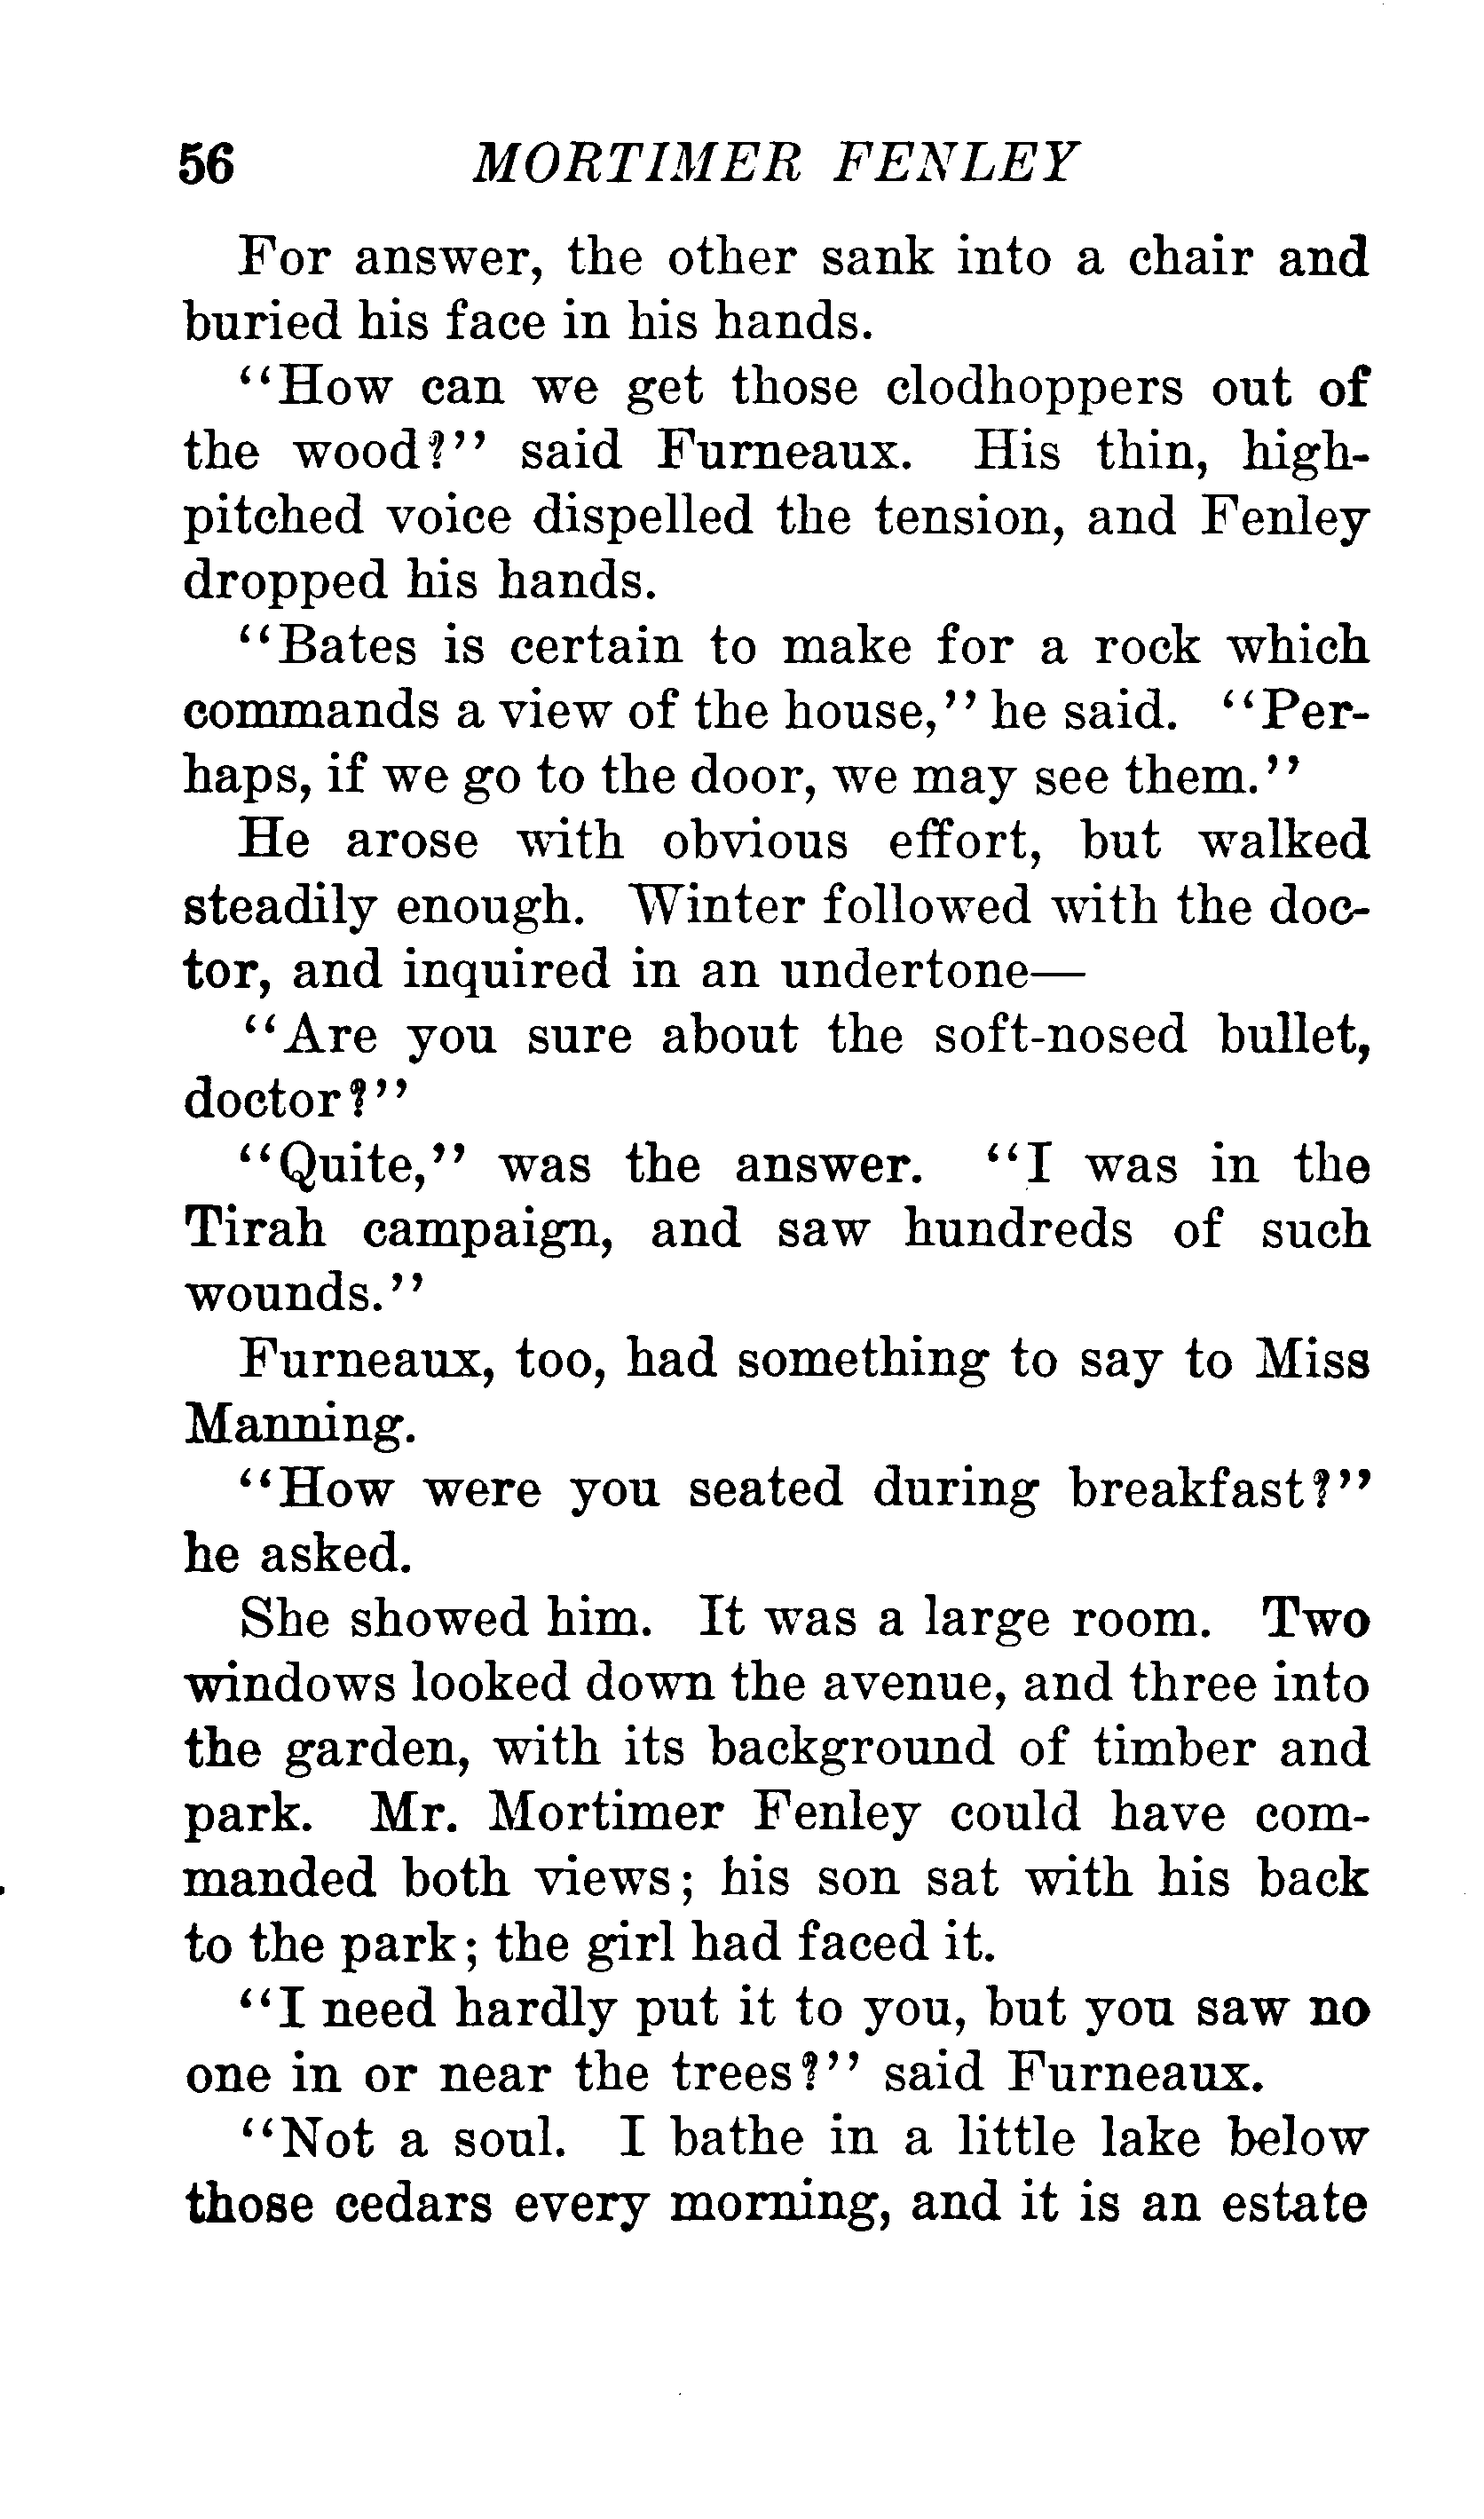 56 MORTIMER FENLEY
For answer, the other sank into a chair and
buried his face in his hands.
"How can we get those clodhoppers out of
the wood?" said Furneaux. His thin, high-
pitched voice dispelled the tension, and Fenley
dropped his hands.
"Bates is certain to make for a rock which
commands a view of the house," he said. "Per-
haps, if we go to the door, we may see them."
He arose with obvious effort, but walked
steadily enough. Winter followed with the doc-
tor, and inquired in an undertone—
"Are you sure about the soft-nosed bullet,
doctor?"
"Quite," was the answer. "I was in the
Tirah campaign, and saw hundreds of such
wounds."
Furneaux, too, had something to say to Miss
Manning.
"How were you seated during breakfast?"
he asked.
She showed him. It was a large room. Two
windows looked down the avenue, and three into
the garden, with its background of timber and
park. Mr. Mortimer Fenley could have com-
manded both views; his son sat with his back
to the park; the girl had faced it.
"I need hardly put it to you, but you saw no
one in or near the trees?" said Furneaux.
"Not a soul. I bathe in a little lake below
those cedars every morning, and it is an estate